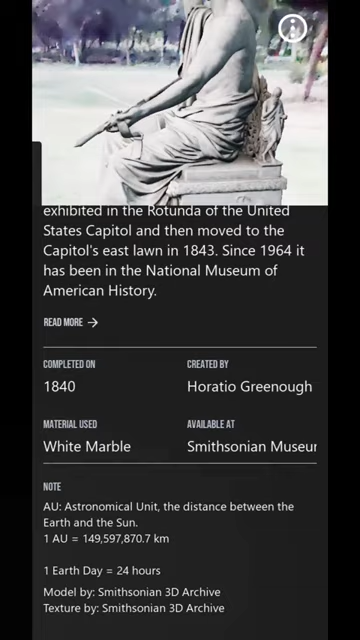 exhibited in the Rotunda of the United
States Capitol and then moved to the
Capitol's east lawn in 1843. Since 1964 it
has been in the National Museum of
American History.
READ MORE
COMPLETED ON
1840
CREATED BY
Horatio Greenough
MATERIAL USED
White Marble
AVAILABLE AT
Smithsonian Museu
NOTE
AU: Astronomical Unit, the distance between the
Earth and the Sun.
1 AU = 149,597,870.7 km
1 Earth Day = 24 hours
Model by: Smithsonian 3D Archive
Texture by: Smithsonian 3D Archive